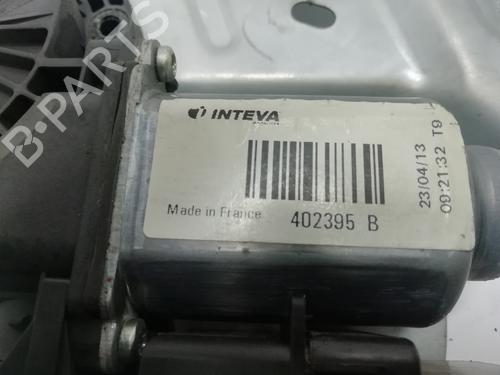 INTEVA
Made in France
402395 B
23/04/13
09:21:32 T9
B-PARTS